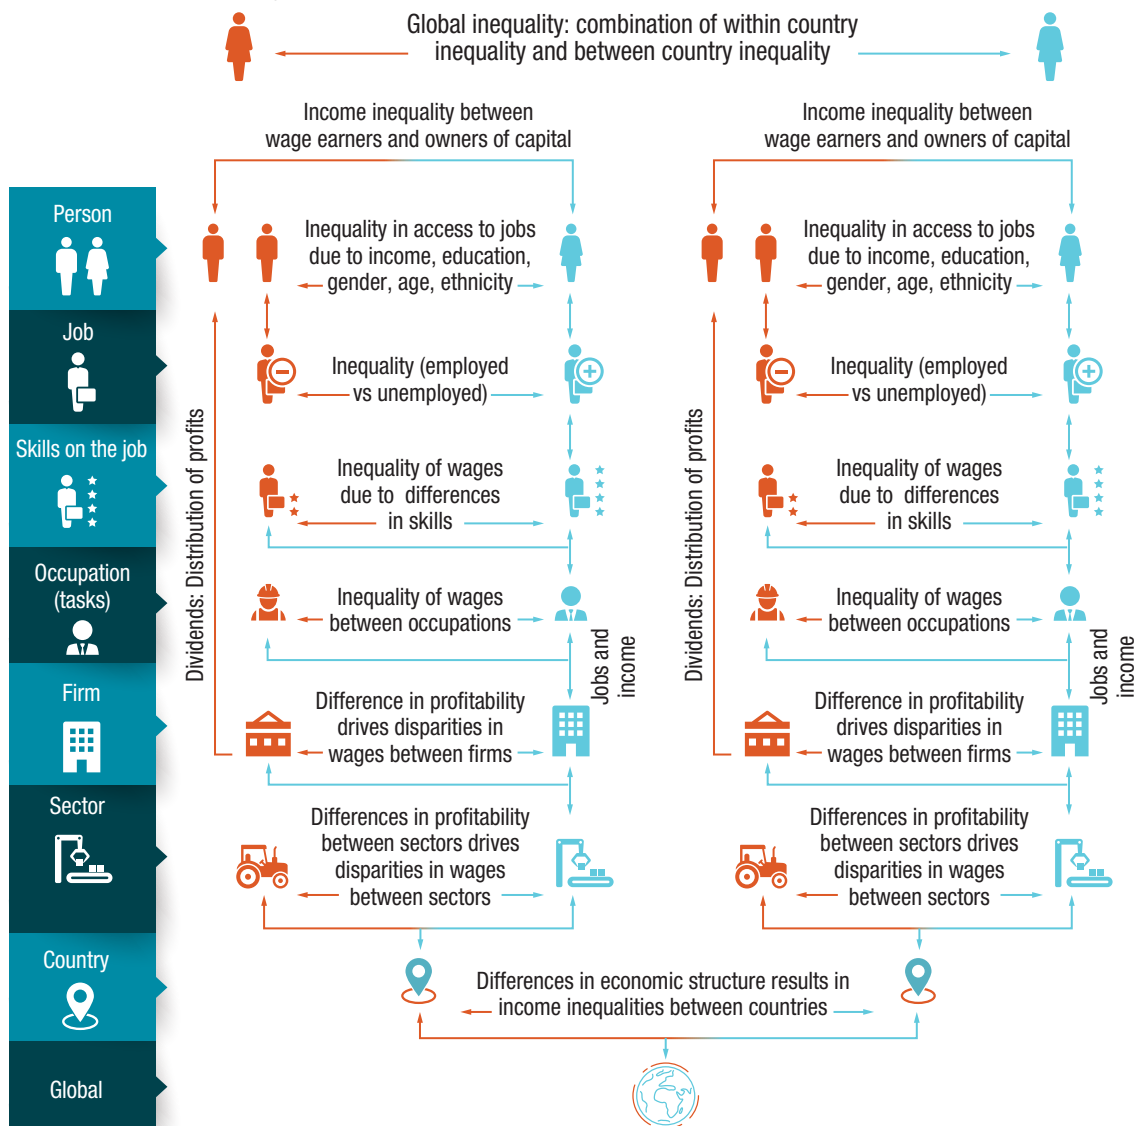 Global inequality: combination of within country
inequality and between country inequality
Income inequality between
wage earners and owners of capital
Income inequality between
wage earners and owners of capital
Person
Inequality in access to jobs
due to income, education,
gender, age, ethnicity
Inequality in access to jobs
due to income, education,
gender, age, ethnicity
Job
Inequality (employed
vs unemployed)
Inequality (employed
vs unemployed)
Skills on the job
Inequality of wages
due to differences
in skills
Inequality of wages
due to differences
in skills
Dividends: Distribution of profits
Dividends: Distribution of profits
Occupation
(tasks)
Inequality of wages
between occupations
Inequality of wages
between occupations
Jobs and
income
Jobs and
income
Firm
Difference in profitability
drives disparities in
wages between firms
Difference in profitability
drives disparities in
wages between firms
Sector
Differences in profitability
between sectors drives
disparities in wages
between sectors
Differences in profitability
between sectors drives
disparities in wages
between sectors
Country
Differences in economic structure results in
income inequalities between countries
Global